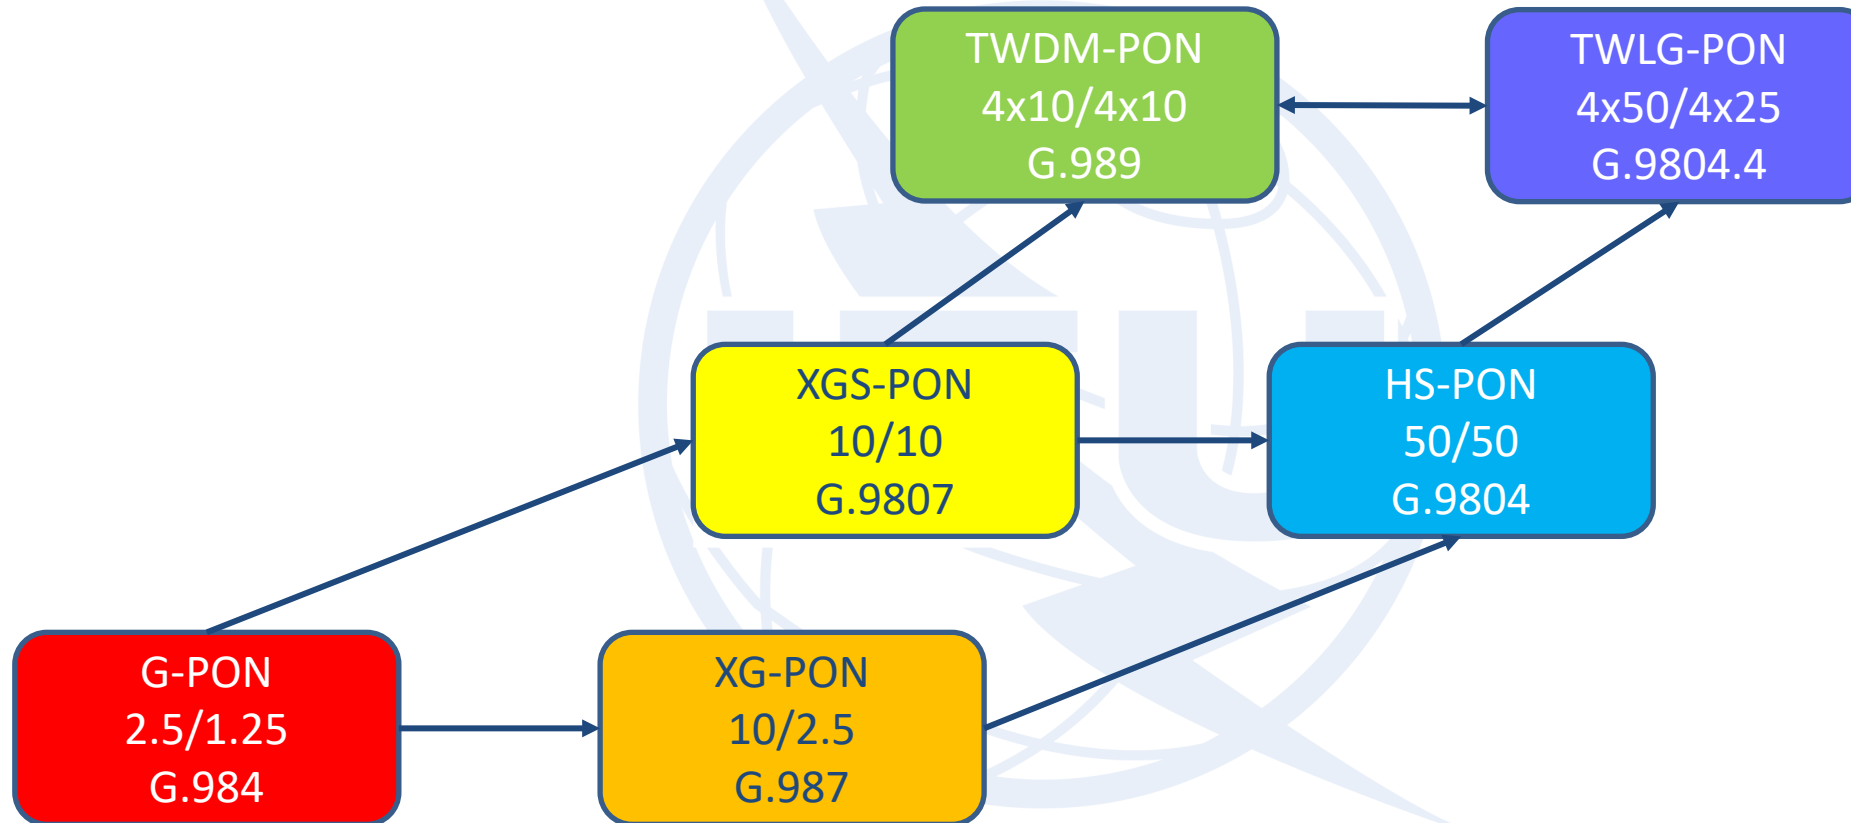 TWDM-PON
4x10/4x10
G.989
TWLG-PON
4x50/4x25
G.9804.4
XGS-PON
10/10
G.9807
HS-PON
50/50
G.9804
G-PON
2.5/1.25
G.984
XG-PON
10/2.5
G.987
ITU